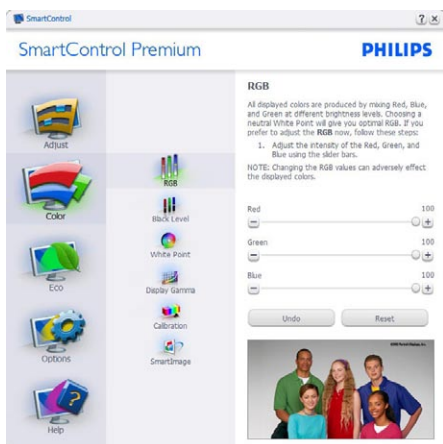 SmartControl
? x
SmartControl Premium
PHILIPS
Adjust
Color
Eco
Options
Help
RGB
Black Level
White Point
Display Gamma
Calibration
SmartImage
RGB
All displayed colors are produced by mixing Red, Blue,
and Green at different brightness levels. Choosing a
neutral White Point will give you optimal RGB. If you
prefer to adjust the RGB now, follow these steps:
1. Adjust the intensity of the Red, Green, and
Blue using the slider bars.
NOTE: Changing the RGB values can adversely effect
the displayed colors.
Red 100
Green 100
Blue 100
Undo Reset